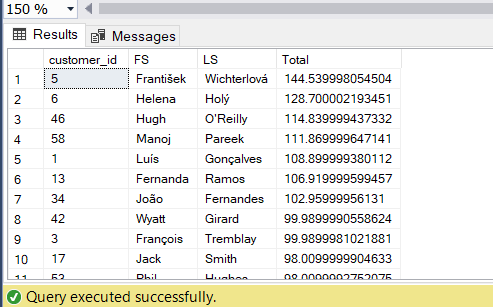 150 %
Results Messages
customer_id FS LS Total
1 5 František Wichterlová 144.539998054504
2 6 Helena Holý 128.700002193451
3 46 Hugh O'Reilly 114.839999437332
4 58 Manoj Pareek 111.869999647141
5 1 Luís Gonçalves 108.899999380112
6 13 Fernanda Ramos 106.919999599457
7 34 João Fernandes 102.95999956131
8 42 Wyatt Girard 99.9899990558624
9 3 François Tremblay 99.9899981021881
10 17 Jack Smith 98.0099990904633
11 53 Phil Hughes 98.0099992752075
Query executed successfully.